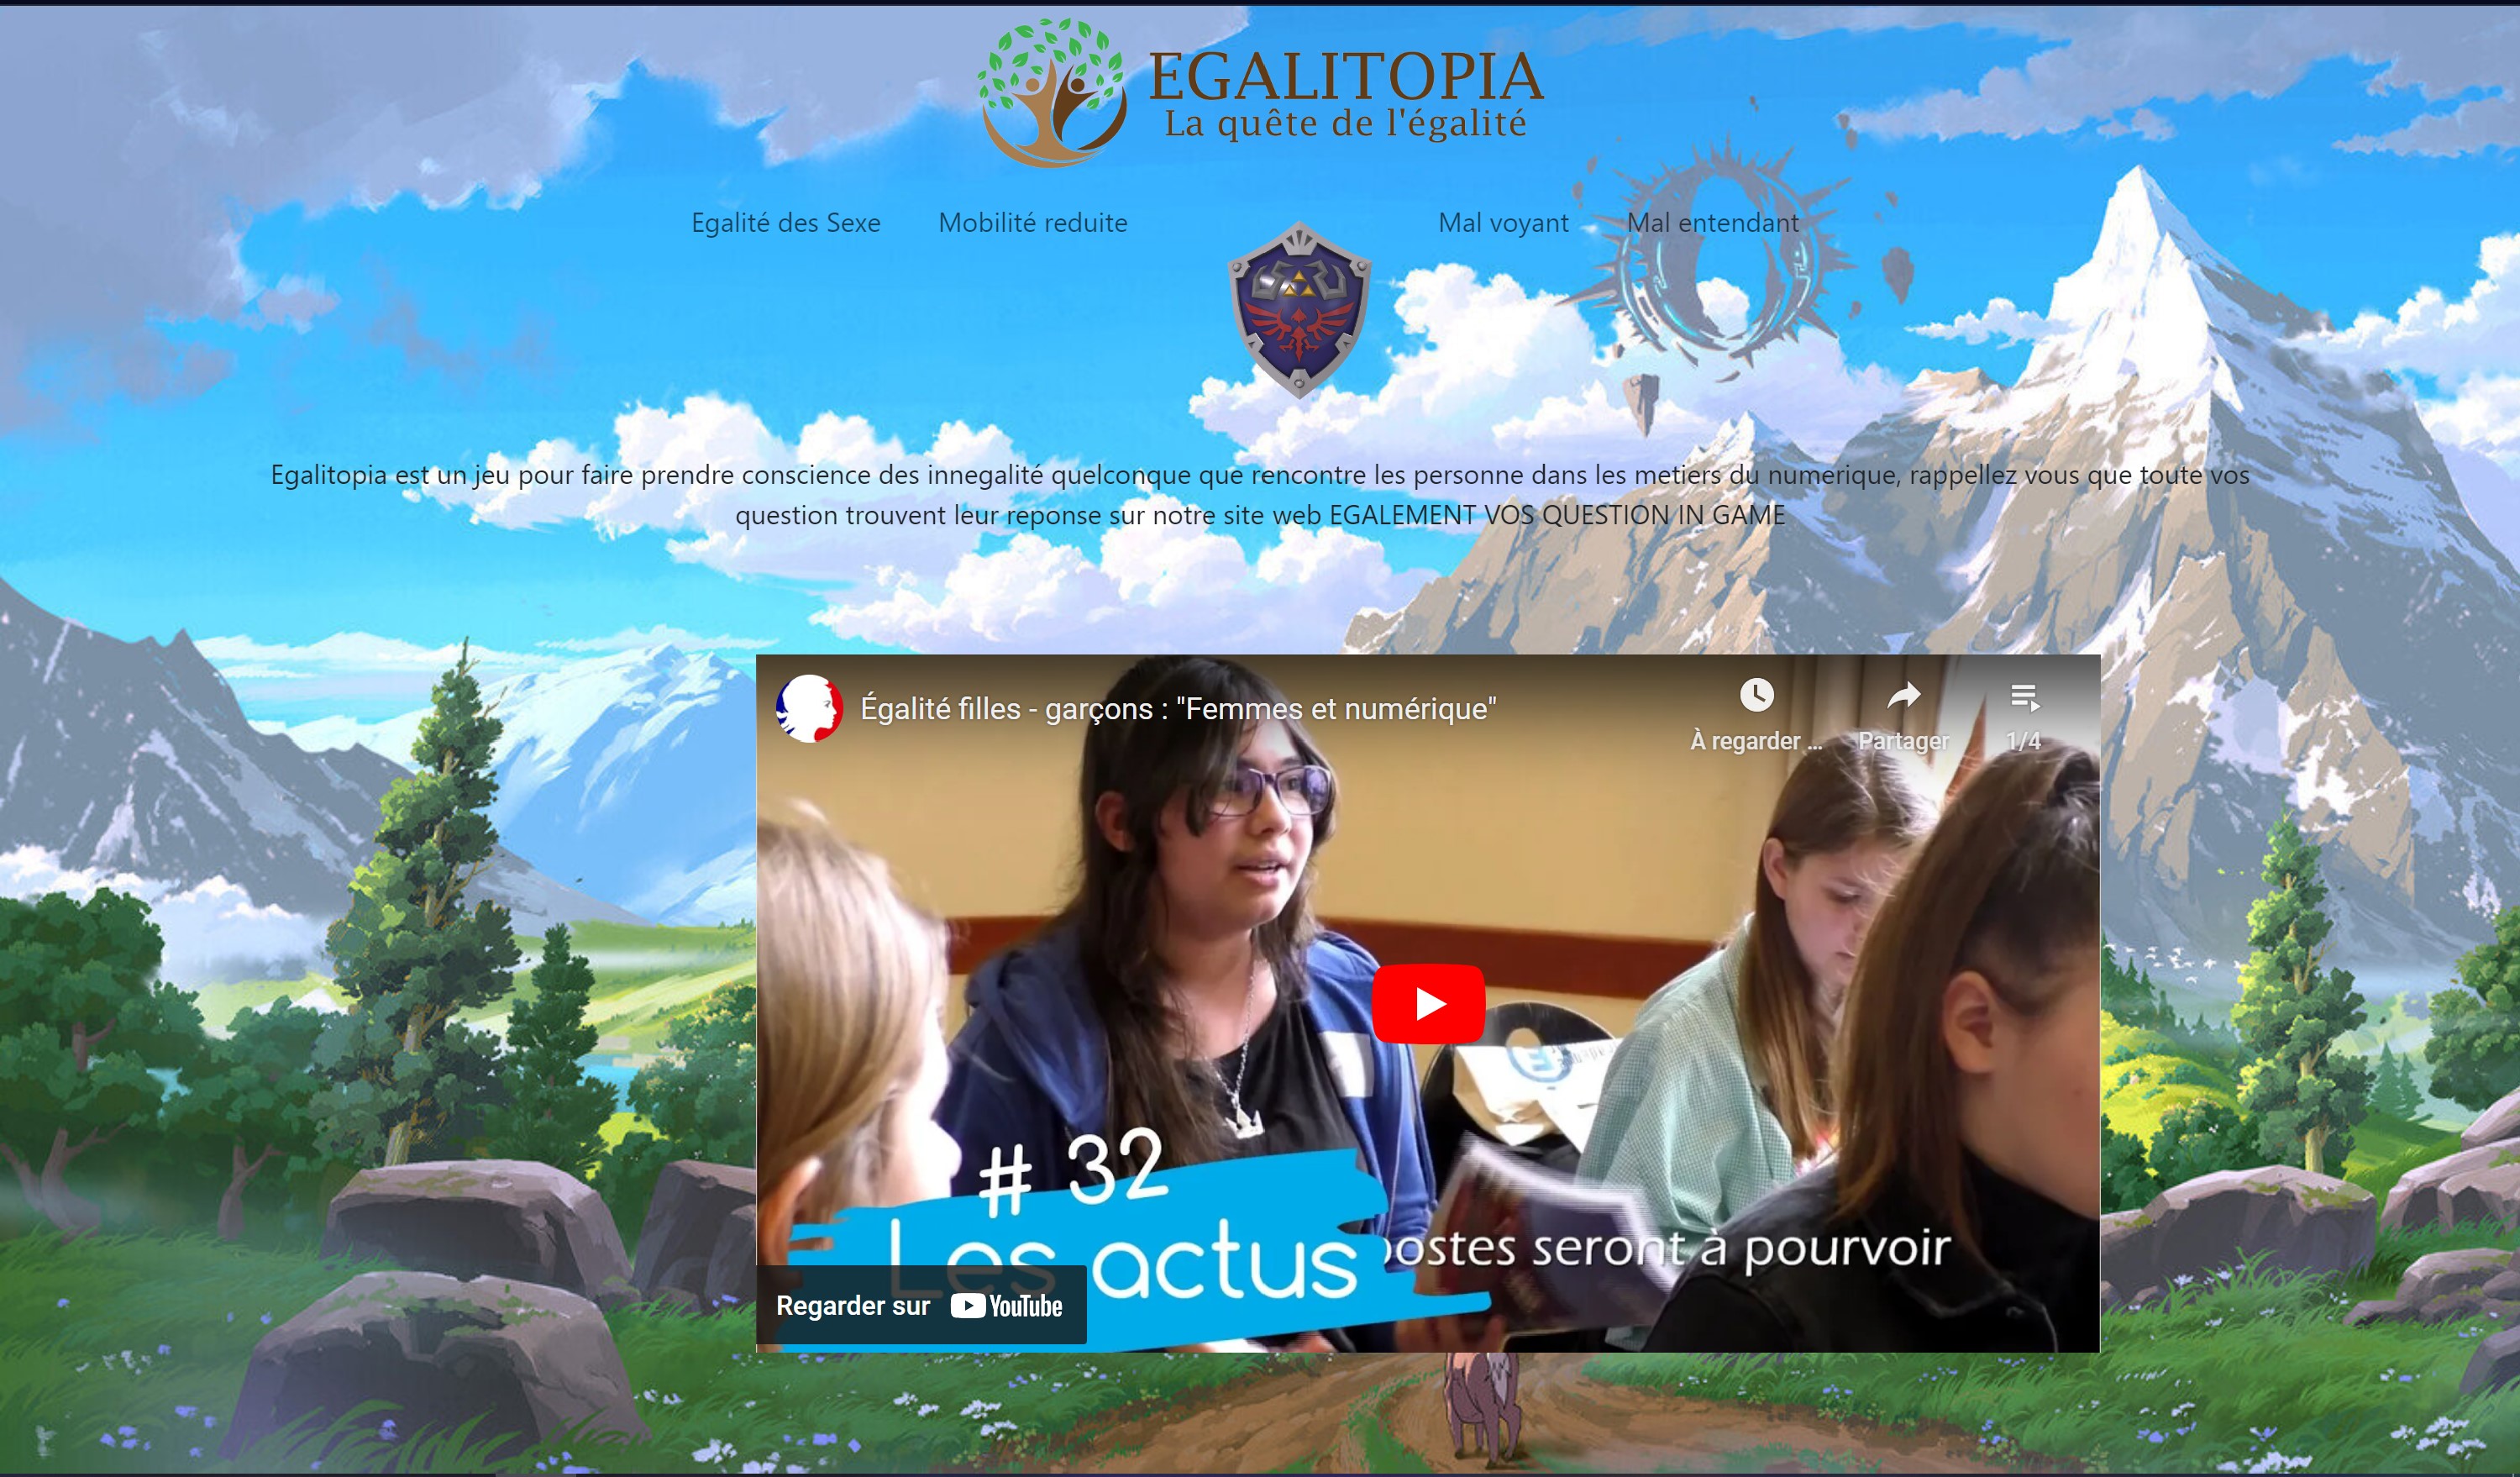 EGALITOPIA
La quête de l'égalité
Egalité des Sexe
Mobilité reduite
Mal voyant
Mal entendant
Egalitopia est un jeu pour faire prendre conscience des innegalité quelconque que rencontre les personne dans les metiers du numerique, rappellez vous que toute vos
question trouvent leur reponse sur notre site web EGALEMENT VOS QUESTION IN GAME
Égalité filles - garçons : "Femmes et numérique"
À regarder ...
Partager
1/4
# 32
Les actus
postes seront à pourvoir
Regarder sur YouTube